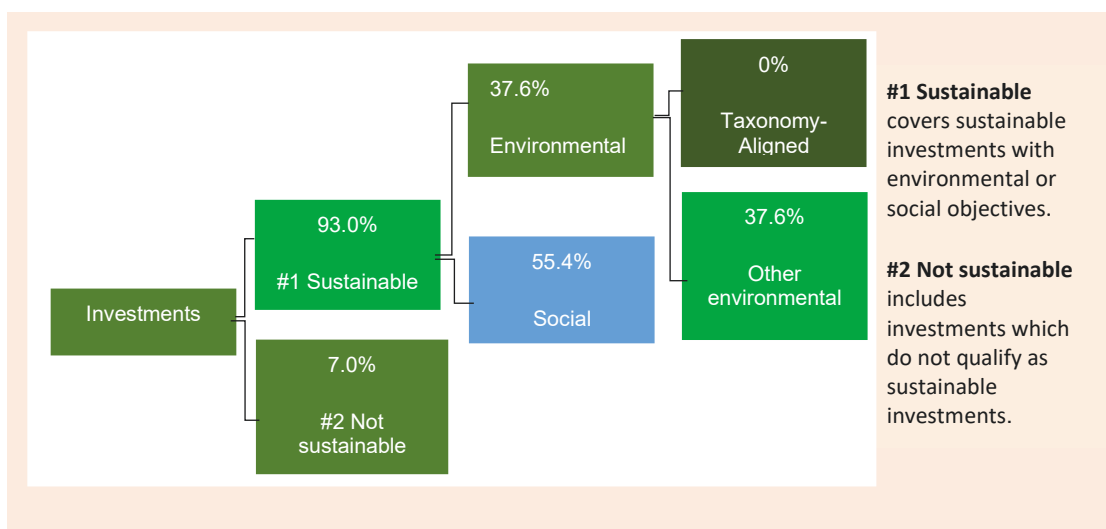 Investments
93.0%
#1 Sustainable
7.0%
#2 Not
sustainable
37.6%
Environmental
55.4%
Social
0%
Taxonomy-
Aligned
37.6%
Other
environmental
#1 Sustainable
covers sustainable
investments with
environmental or
social objectives.
#2 Not sustainable
includes
investments which
do not qualify as
sustainable
investments.